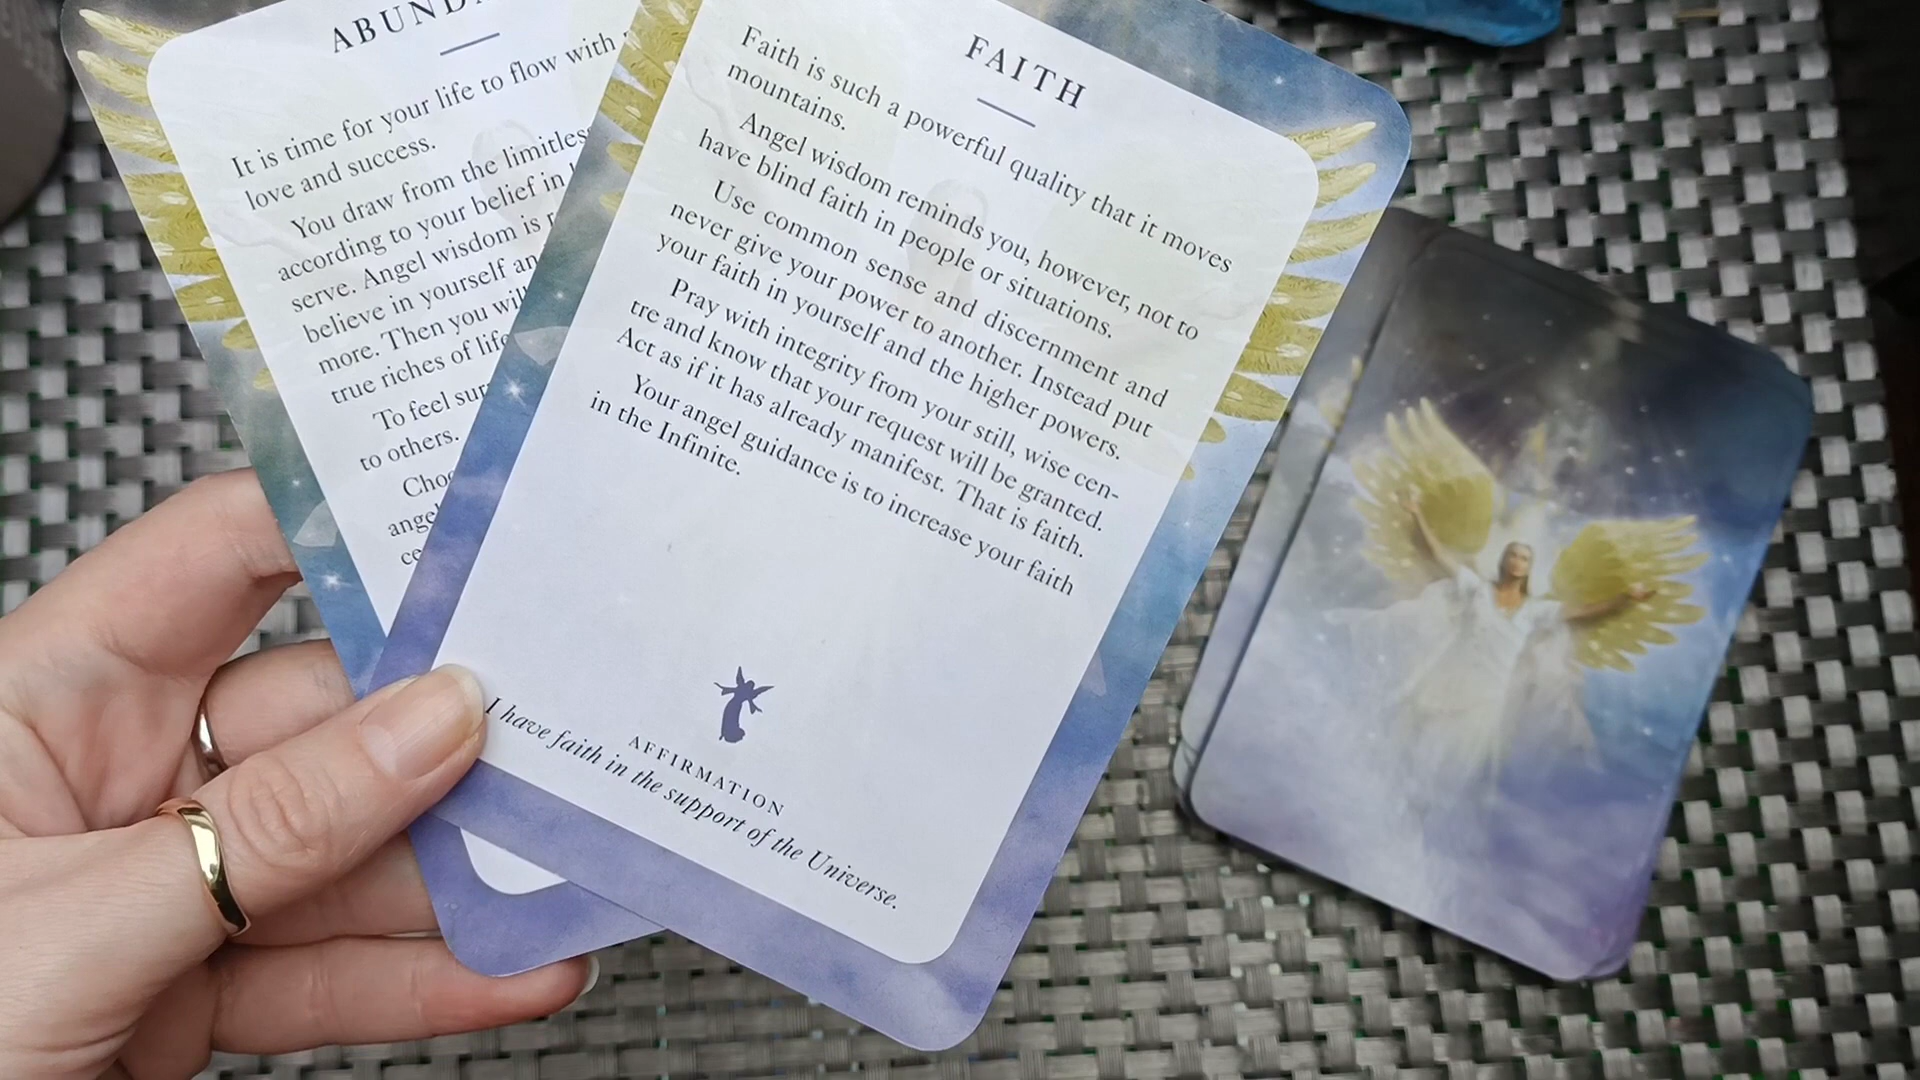 ABUND
It is time for your life to flow with
love and success.
You draw from the limitless
according to your belief in
serve. Angel wisdom is
believe in yourself an
more. Then you will
true riches of life
To feel
to others.
FAITH
Faith is such a powerful quality that it moves
mountains.
Angel wisdom reminds you, however, not to
have blind faith in people or situations.
Use common sense and discernment and
never give your power to another. Instead put
your faith in yourself and the higher powers.
Pray with integrity from your still, wise cen-
tre and know that your request will be granted.
Act as if it has already manifest. That is faith.
Your angel guidance is to increase your faith
in the Infinite.
AFFIRMATION
I have faith in the support of the Universe.